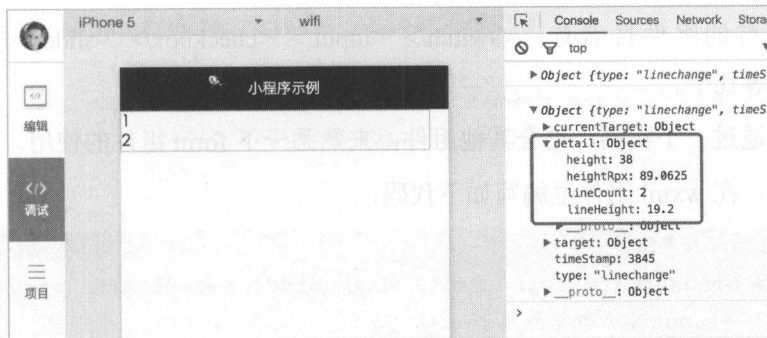 iPhone 5
wifi
Console
Sources
Network
Stora
top
小程序示例
编辑
调试
项目
1
2
Object {type: "linechange", timeS
Object {type: "linechange", timeS
currentTarget: Object
detail: Object
height: 38
heightRpx: 89.0625
lineCount: 2
lineHeight: 19.2
__proto__: Object
target: Object
timeStamp: 3845
type: "linechange"
__proto__: Object